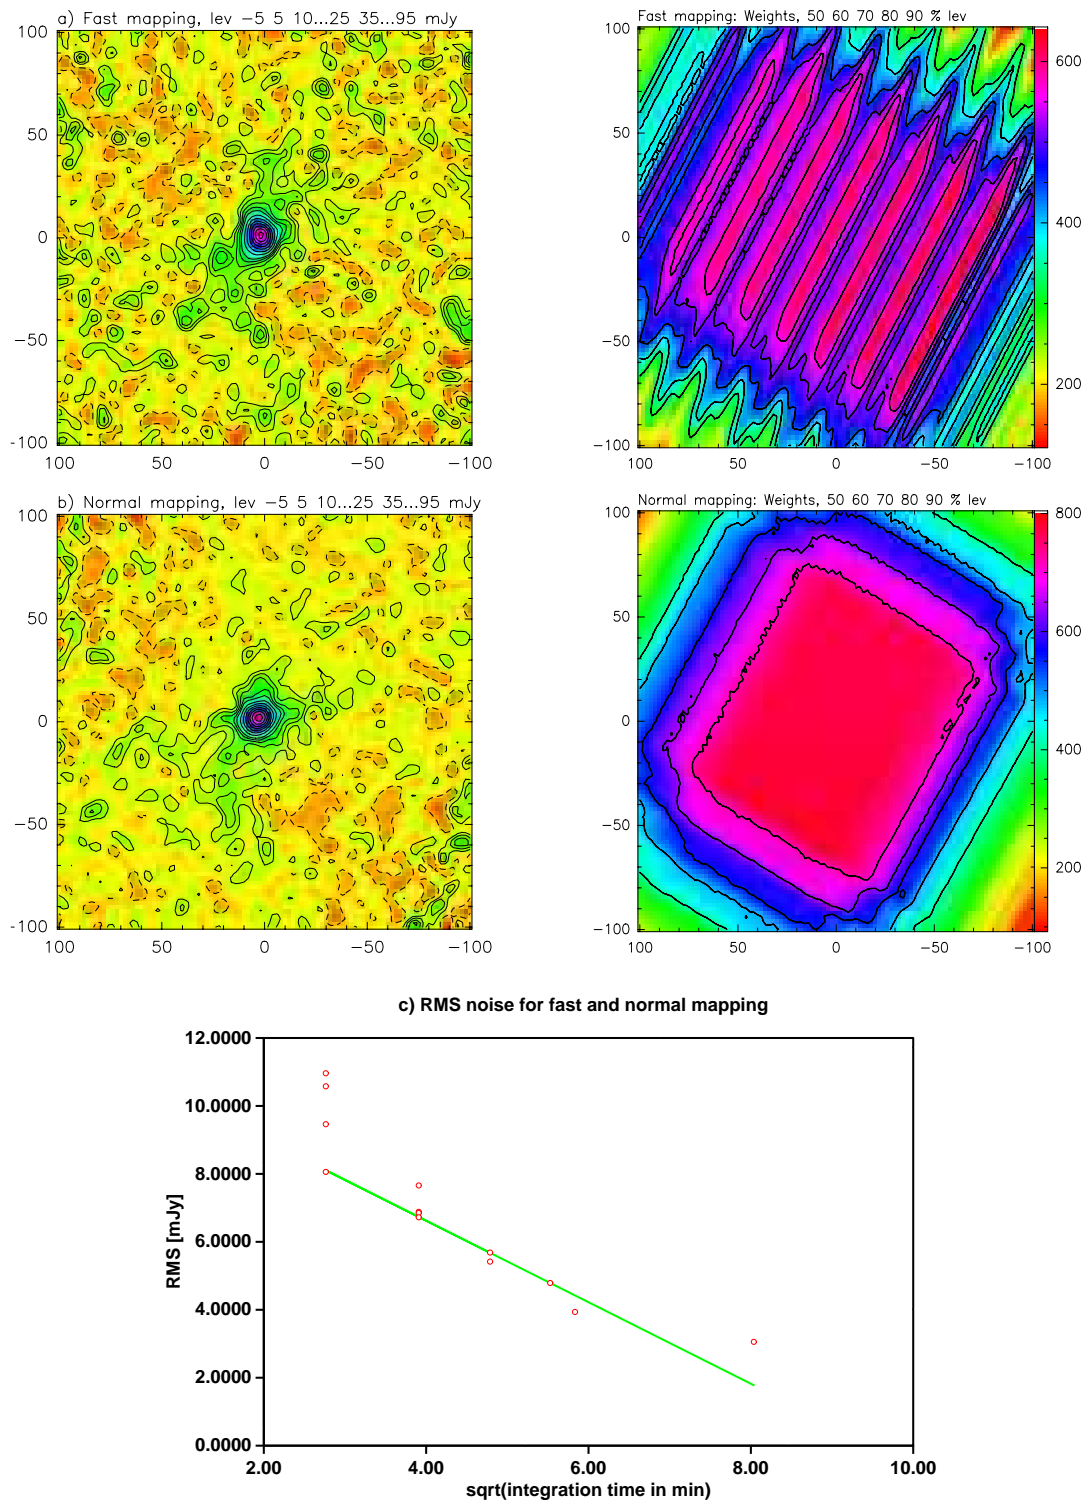 a) Fast mapping, lev −5 5 10...25 35...95 mJy
100
50
0
−50
-100
100 50 0 −50 −100
Fast mapping: Weights, 50 60 70 80 90 % lev
100
50
0
−50
−100
100 50 0 −50 −100
600
400
200
b) Normal mapping, lev −5 5 10...25 35...95 mJy
100
50
0
−50
-100
100 50 0 −50 −100
Normal mapping: Weights, 50 60 70 80 90 % lev
100
50
0
−50
−100
100 50 0 −50 −100
800
600
400
200
c) RMS noise for fast and normal mapping
RMS [mJy]
12.0000
10.0000
8.0000
6.0000
4.0000
2.0000
0.0000
2.00 4.00 6.00 8.00 10.00
sqrt(integration time in min)